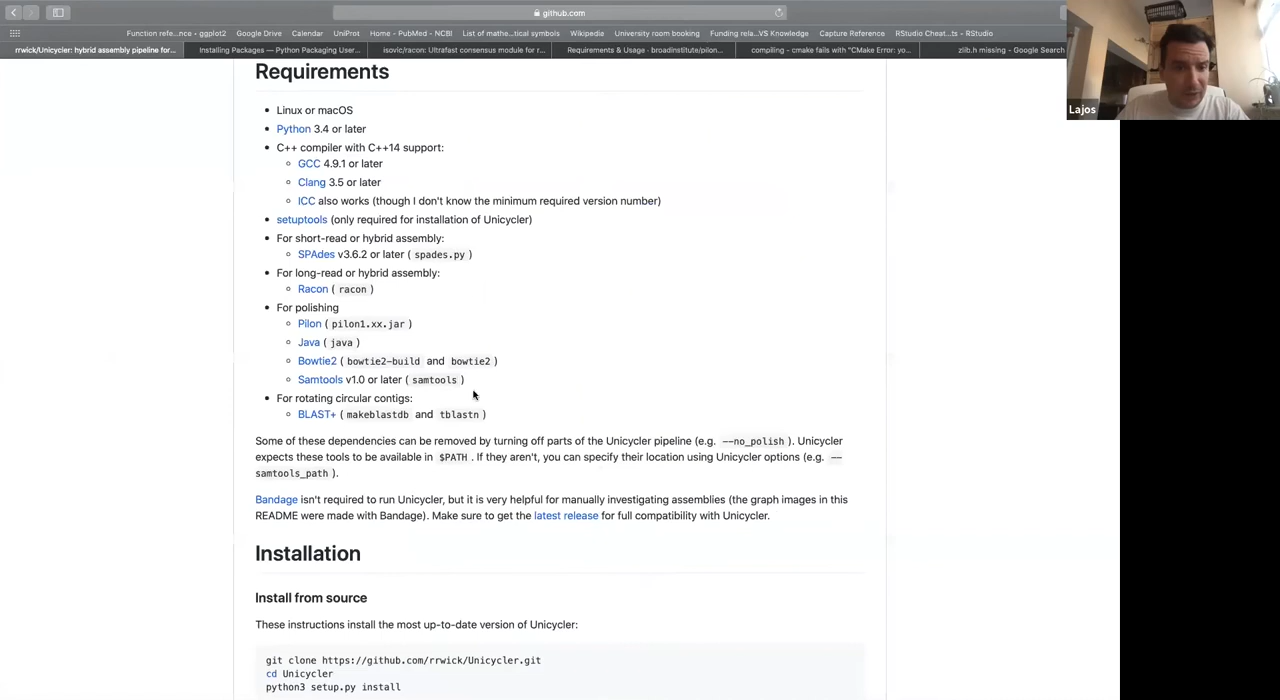 github.com
Function refe...nce · ggplot2 Google Drive Calendar UniProt Home - PubMed - NCBI List of mathe...tical symbols Wikipedia University room booking Funding rela...VS Knowledge Capture Reference RStudio Cheat...ts - RStudio
rrwick/Unicycler: hybrid assembly pipeline for... Installing Packages — Python Packaging User... isovic/racon: Ultrafast consensus module for r... Requirements & Usage · broadinstitute/pilon... compiling - cmake fails with "CMake Error: yo... zlib.h missing - Google Search
Lajos
Requirements
• Linux or macOS
• Python 3.4 or later
• C++ compiler with C++14 support:
◦ GCC 4.9.1 or later
◦ Clang 3.5 or later
◦ ICC also works (though I don't know the minimum required version number)
• setuptools (only required for installation of Unicycler)
• For short-read or hybrid assembly:
◦ SPAdes v3.6.2 or later ( spades.py )
• For long-read or hybrid assembly:
◦ Racon ( racon )
• For polishing
◦ Pilon ( pilon1.xx.jar )
◦ Java ( java )
◦ Bowtie2 ( bowtie2-build and bowtie2 )
◦ Samtools v1.0 or later ( samtools )
• For rotating circular contigs:
◦ BLAST+ ( makeblastdb and tblastn )
Some of these dependencies can be removed by turning off parts of the Unicycler pipeline (e.g. --no_polish ). Unicycler
expects these tools to be available in $PATH . If they aren't, you can specify their location using Unicycler options (e.g. --
samtools_path ).
Bandage isn't required to run Unicycler, but it is very helpful for manually investigating assemblies (the graph images in this
README were made with Bandage). Make sure to get the latest release for full compatibility with Unicycler.
Installation
Install from source
These instructions install the most up-to-date version of Unicycler:
git clone https://github.com/rrwick/Unicycler.git
cd Unicycler
python3 setup.py install